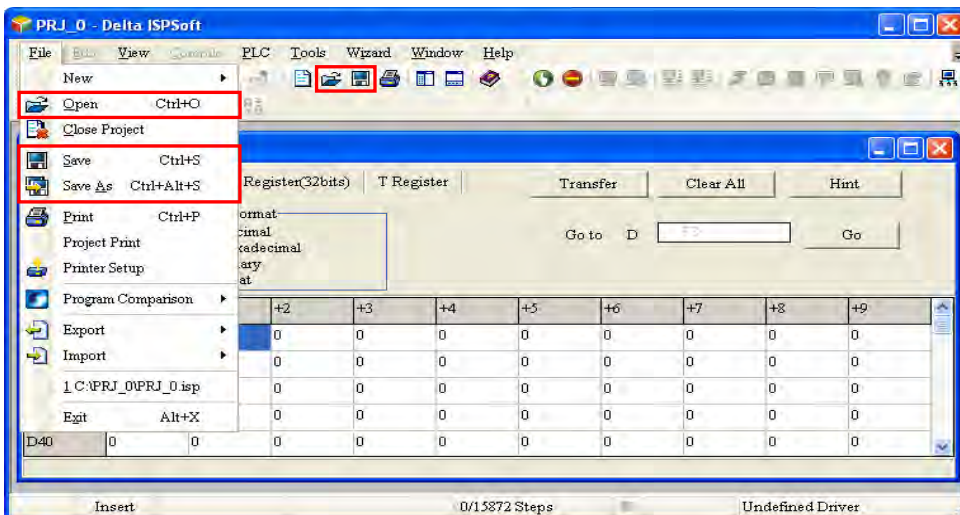 PRJ_0 - Delta ISPSoft
File Edit View Compile PLC Tools Wizard Window Help
New
Open Ctrl+O
Close Project
Save Ctrl+S
Save As Ctrl+Alt+S
Print Ctrl+P
Project Print
Printer Setup
Program Comparison
Export
Import
1 C:\PRJ_0\PRJ_0.isp
Exit Alt+X
Register(32bits) T Register Transfer Clear All Hint
ormat
cimal
xadecimal
ary
at
Go to D Go
+2 +3 +4 +5 +6 +7 +8 +9
0 0 0 0 0 0 0 0
0 0 0 0 0 0 0 0
0 0 0 0 0 0 0 0
0 0 0 0 0 0 0 0
D40 0 0 0 0 0 0 0 0 0 0
Insert 0/15872 Steps Undefined Driver